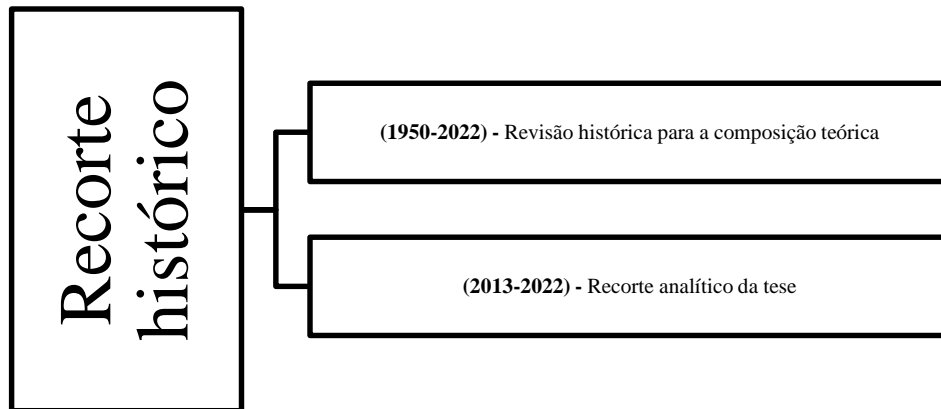 Recorte
histórico
(1950-2022) - Revisão histórica para a composição teórica
(2013-2022) - Recorte analítico da tese